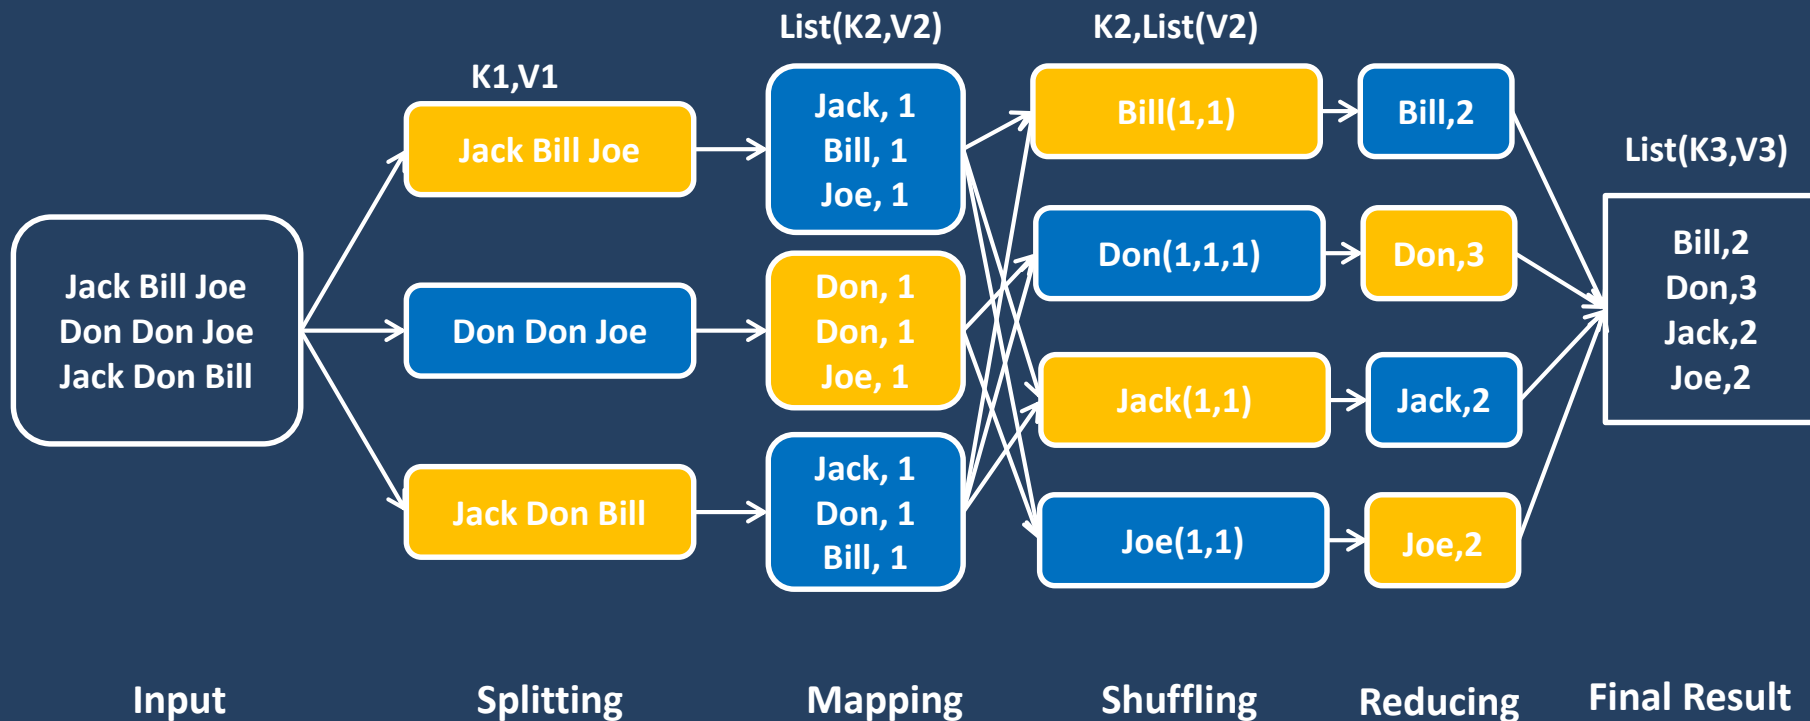 List(K2,V2)
K2,List(V2)
K1,V1
List(K3,V3)
Jack Bill Joe
Don Don Joe
Jack Don Bill
Jack Bill Joe
Don Don Joe
Jack Don Bill
Jack, 1
Bill, 1
Joe, 1
Don, 1
Don, 1
Joe, 1
Jack, 1
Don, 1
Bill, 1
Bill(1,1)
Don(1,1,1)
Jack(1,1)
Joe(1,1)
Bill,2
Don,3
Jack,2
Joe,2
Bill,2
Don,3
Jack,2
Joe,2
Input
Splitting
Mapping
Shuffling
Reducing
Final Result